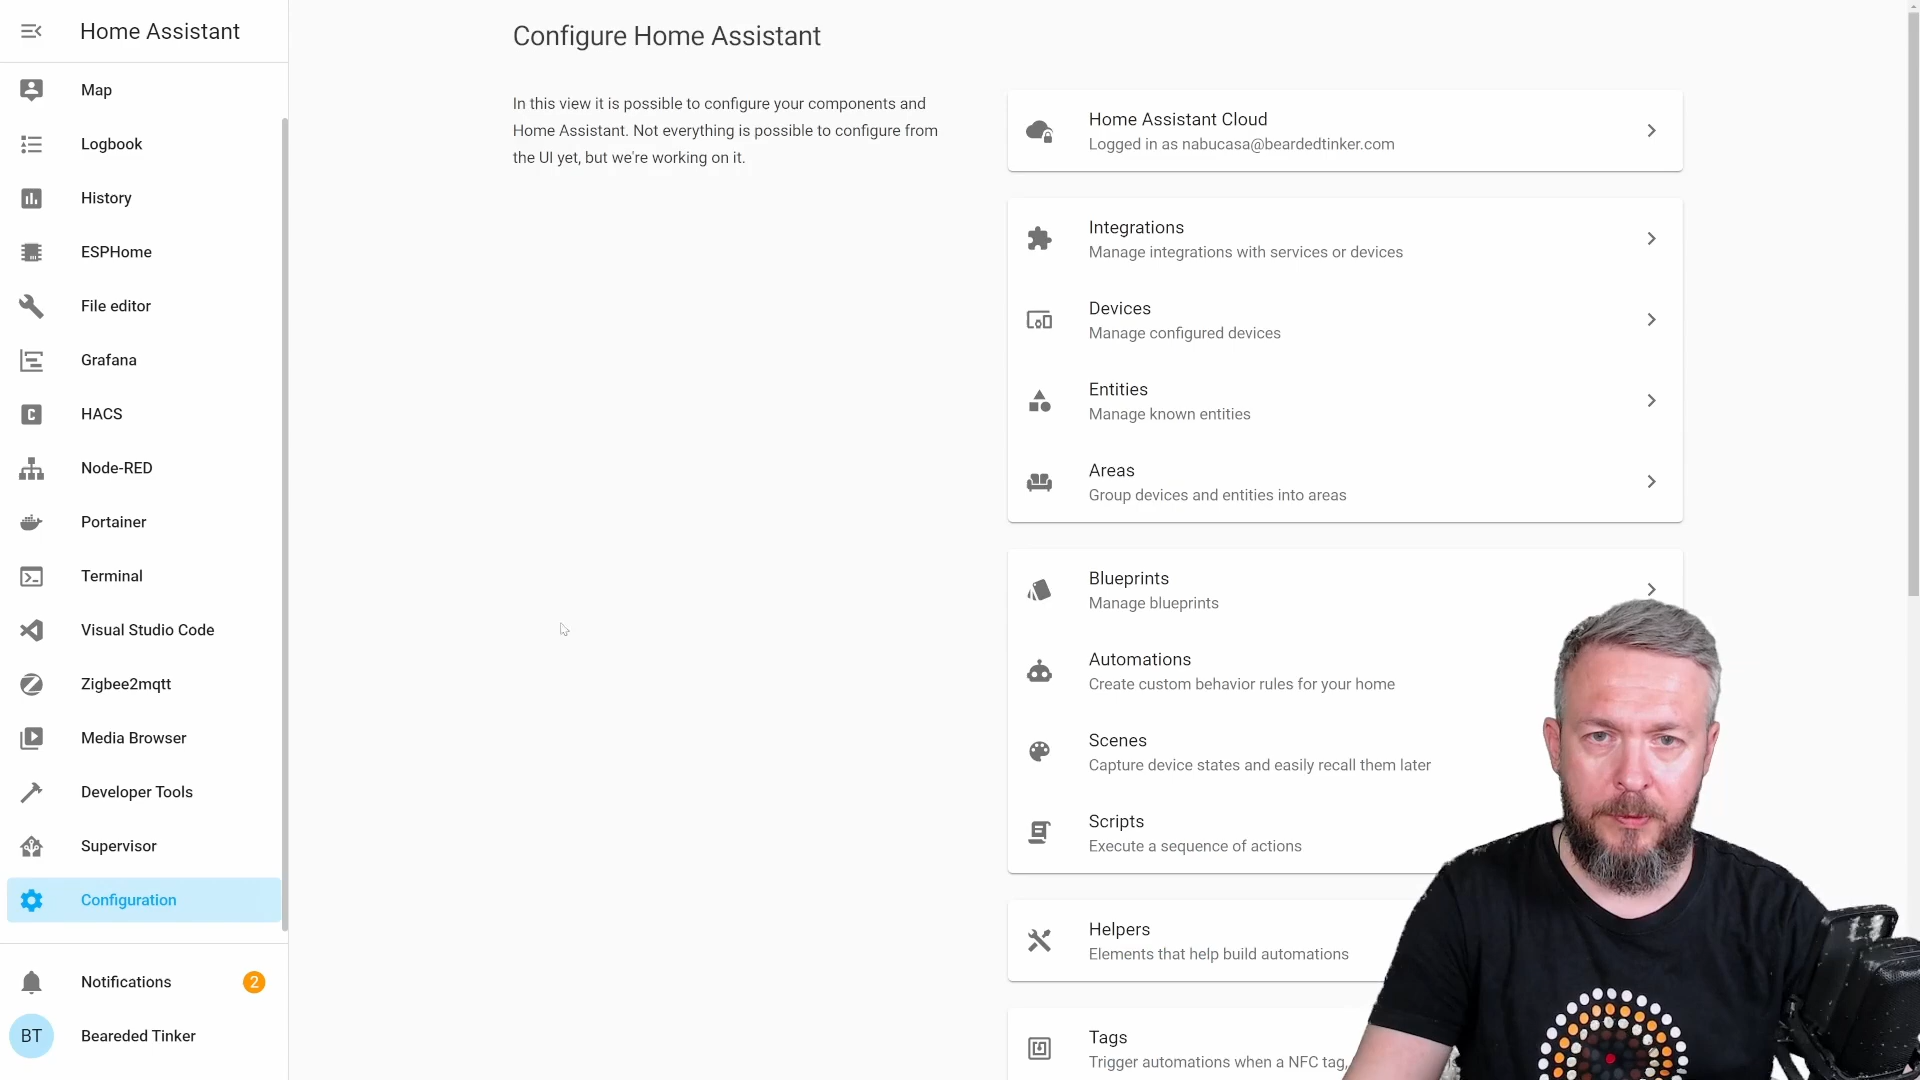 Home Assistant
Map
Logbook
History
ESPHome
File editor
Grafana
HACS
Node-RED
Portainer
Terminal
Visual Studio Code
Zigbee2mqtt
Media Browser
Developer Tools
Supervisor
Configuration
Notifications
2
BT
Beareded Tinker
Configure Home Assistant
In this view it is possible to configure your components and
Home Assistant. Not everything is possible to configure from
the UI yet, but we're working on it.
Home Assistant Cloud
Logged in as nabucasa@beardedtinker.com
Integrations
Manage integrations with services or devices
Devices
Manage configured devices
Entities
Manage known entities
Areas
Group devices and entities into areas
Blueprints
Manage blueprints
Automations
Create custom behavior rules for your home
Scenes
Capture device states and easily recall them later
Scripts
Execute a sequence of actions
Helpers
Elements that help build automations
Tags
Trigger automations when a NFC tag,